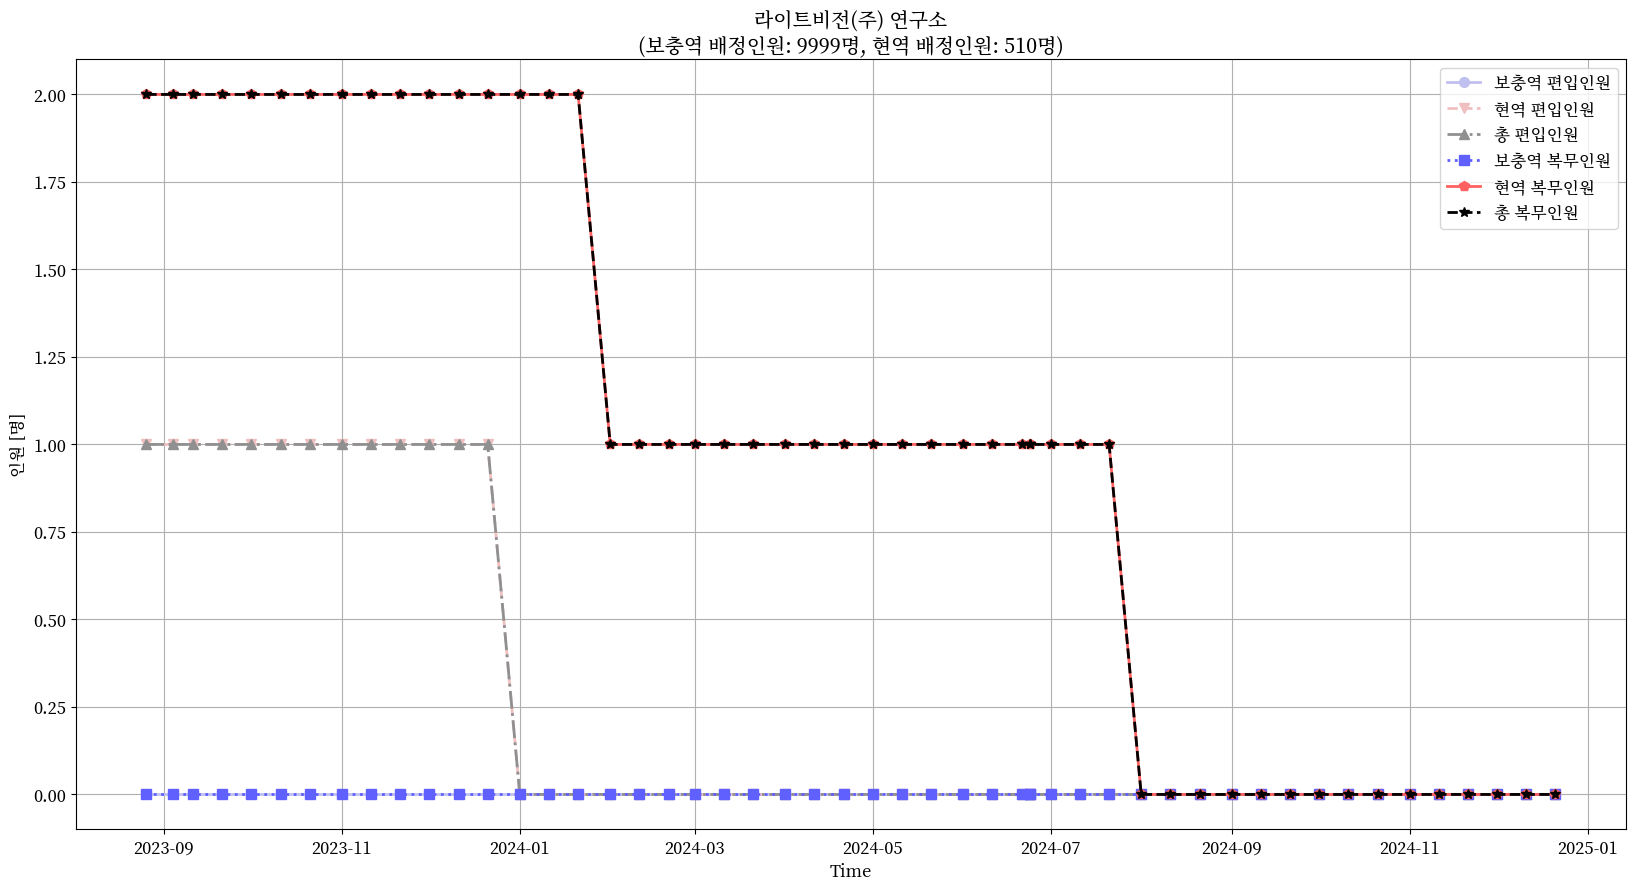 라이트비전(주) 연구소
(보충역 배정인원: 9999명, 현역 배정인원: 510명)
보충역 편입인원
현역 편입인원
총 편입인원
보충역 복무인원
현역 복무인원
총 복무인원
인원 [명]
2.00
1.75
1.50
1.25
1.00
0.75
0.50
0.25
0.00
2023-09 2023-11 2024-01 2024-03 2024-05 2024-07 2024-09 2024-11 2025-01
Time